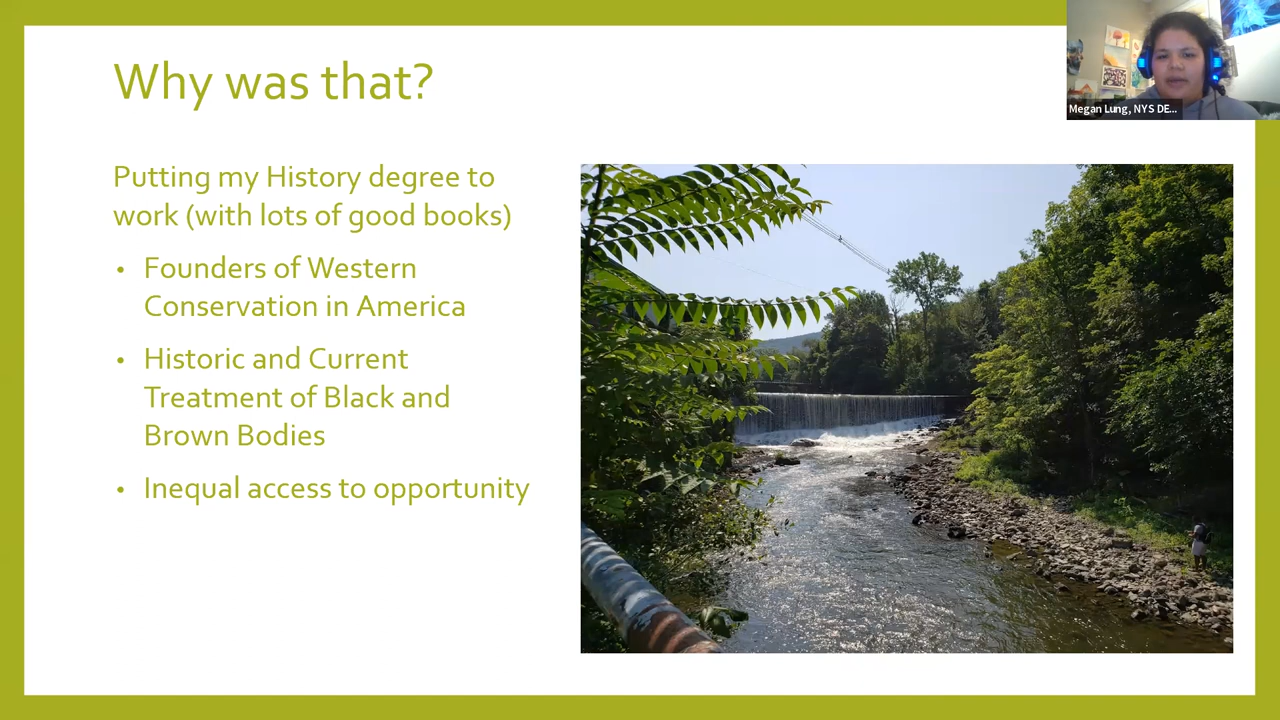 Why was that?
Megan Lung, NYS DE...
Putting my History degree to
work (with lots of good books)
• Founders of Western
Conservation in America
• Historic and Current
Treatment of Black and
Brown Bodies
• Inequal access to opportunity